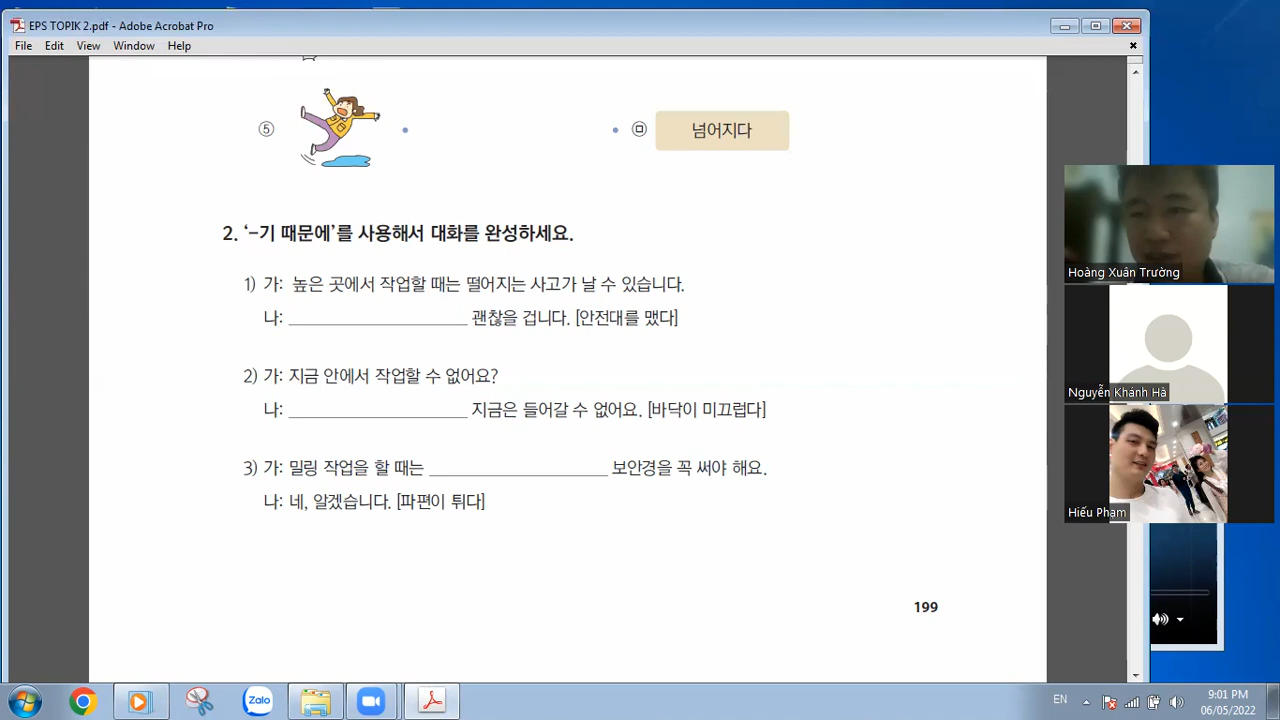 EPS TOPIK 2.pdf - Adobe Acrobat Pro
File Edit View Window Help
⑤
㉤ 넘어지다
2. ‘–기 때문에’를 사용해서 대화를 완성하세요.
1) 가: 높은 곳에서 작업할 때는 떨어지는 사고가 날 수 있습니다.
나: ____________________ 괜찮을 겁니다. [안전대를 맸다]
2) 가: 지금 안에서 작업할 수 없어요?
나: ____________________ 지금은 들어갈 수 없어요. [바닥이 미끄럽다]
3) 가: 밀링 작업을 할 때는 ____________________ 보안경을 꼭 써야 해요.
나: 네, 알겠습니다. [파편이 튀다]
199
Hoàng Xuân Trường
Nguyễn Khánh Hà
Hiếu Phạm
Zalo
EN
9:01 PM
06/05/2022